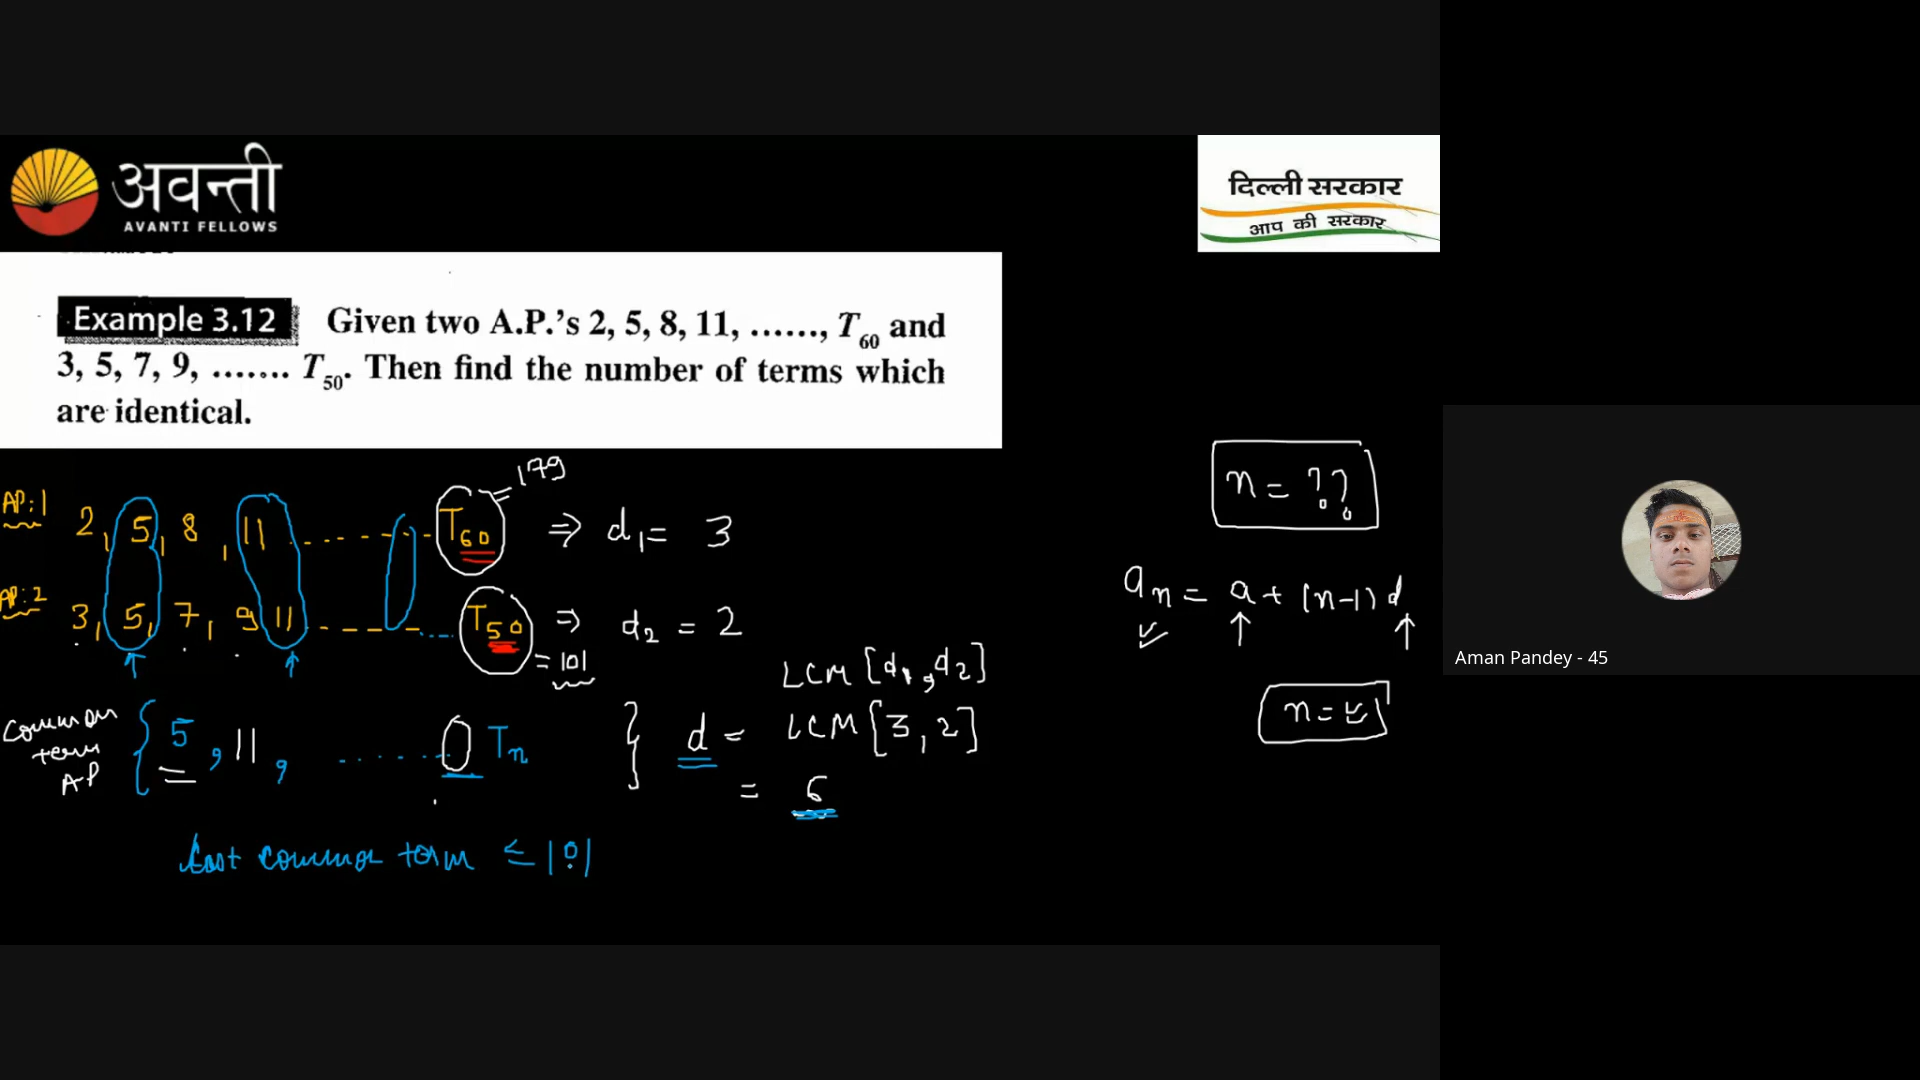 अवन्ती
AVANTI FELLOWS
दिल्ली सरकार
आप की सरकार
Example 3.12 Given two A.P.'s 2, 5, 8, 11, ......, T60 and
3, 5, 7, 9, ....... T50. Then find the number of terms which
are identical.
AP:1 2, 5, 8, 11 ........ T60 = 179 ⇒ d1 = 3
AP:2 3, 5, 7, 9 11 ........ T50 = 101 ⇒ d2 = 2
n = ??
an = a + (n-1)d
n =
LCM [d1, d2]
Common term AP { 5, 11, ...... Tn } d = LCM [3, 2]
= 6
last common term ≤ 101
Aman Pandey - 45